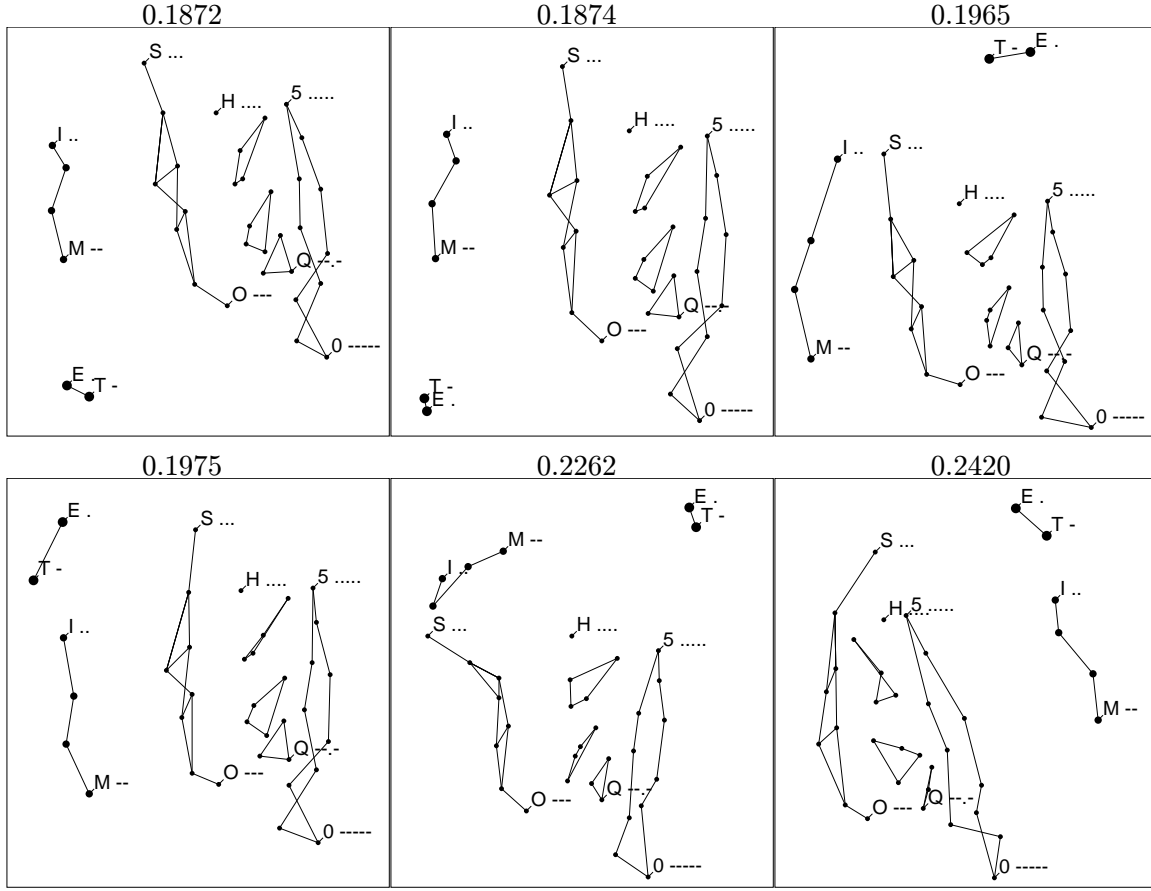 0.1872
S ...
H ....
5 .....
I ..
M --
Q --.-
O ---
0 -----
E .
T -
0.1874
S ...
H ....
5 .....
I ..
M --
Q --.-
O ---
0 -----
T -
E .
0.1965
T -
E .
I ..
S ...
H ....
5 .....
M --
Q --.-
O ---
0 -----
0.1975
E .
S ...
T -
H ....
5 .....
I ..
M --
Q --.-
O ---
0 -----
0.2262
E .
T -
M --
I ..
S ...
H ....
5 .....
Q --.-
O ---
0 -----
0.2420
E .
T -
S ...
I ..
H ....
5 .....
M --
Q --.-
O ---
0 -----